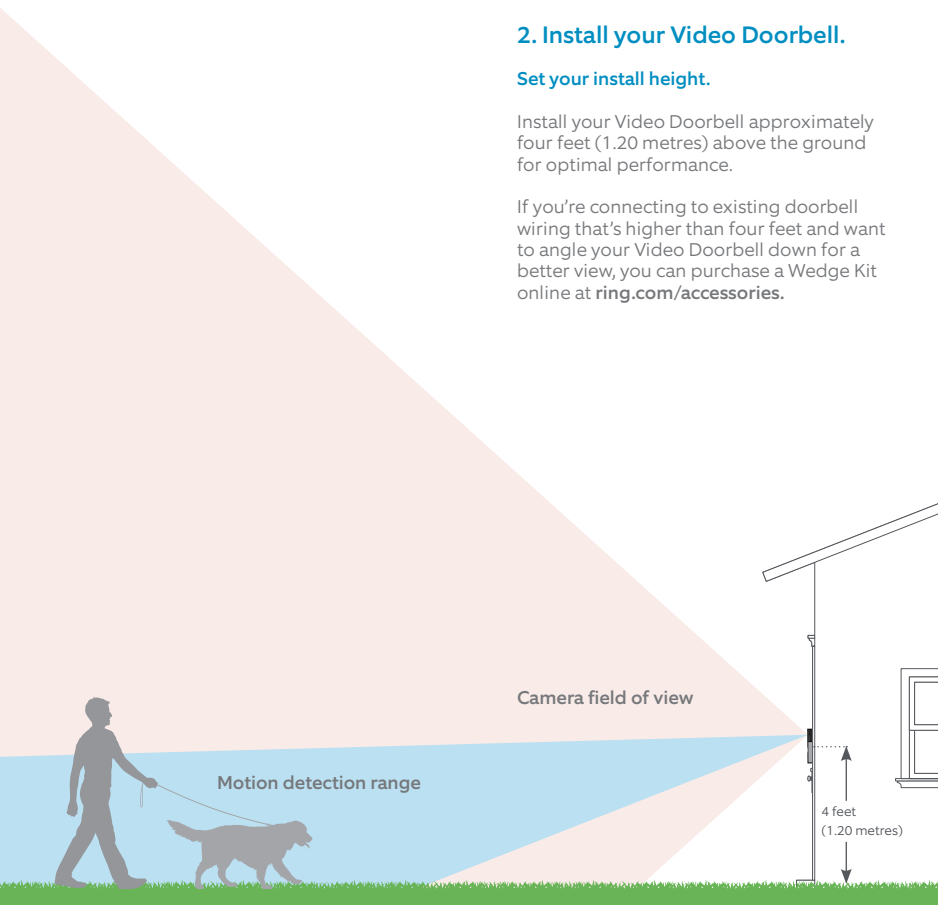 2. Install your Video Doorbell.
Set your install height.
Install your Video Doorbell approximately
four feet (1.20 metres) above the ground
for optimal performance.
If you're connecting to existing doorbell
wiring that's higher than four feet and want
to angle your Video Doorbell down for a
better view, you can purchase a Wedge Kit
online at ring.com/accessories.
Camera field of view
Motion detection range
4 feet
(1.20 metres)